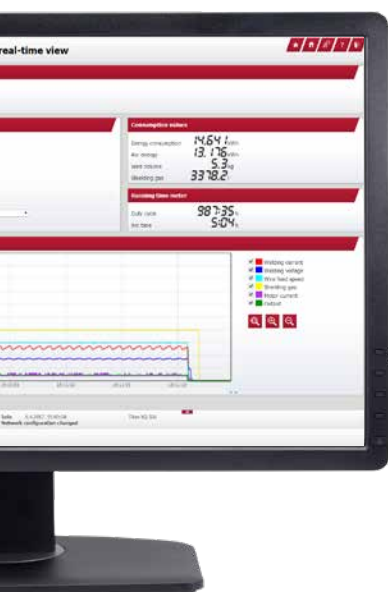 real-time view
Consumption values
Energy consumption 14.641 kWh
Arc energy 13.176 kWh
Wire volume 5.3 kg
Shielding gas 3378.2 l
Running time meter
Duty cycle 987:35 h
Arc time 5:04 h
Welding current
Welding voltage
Wire feed speed
Shielding gas
Motor current
Output
Network configuration changed